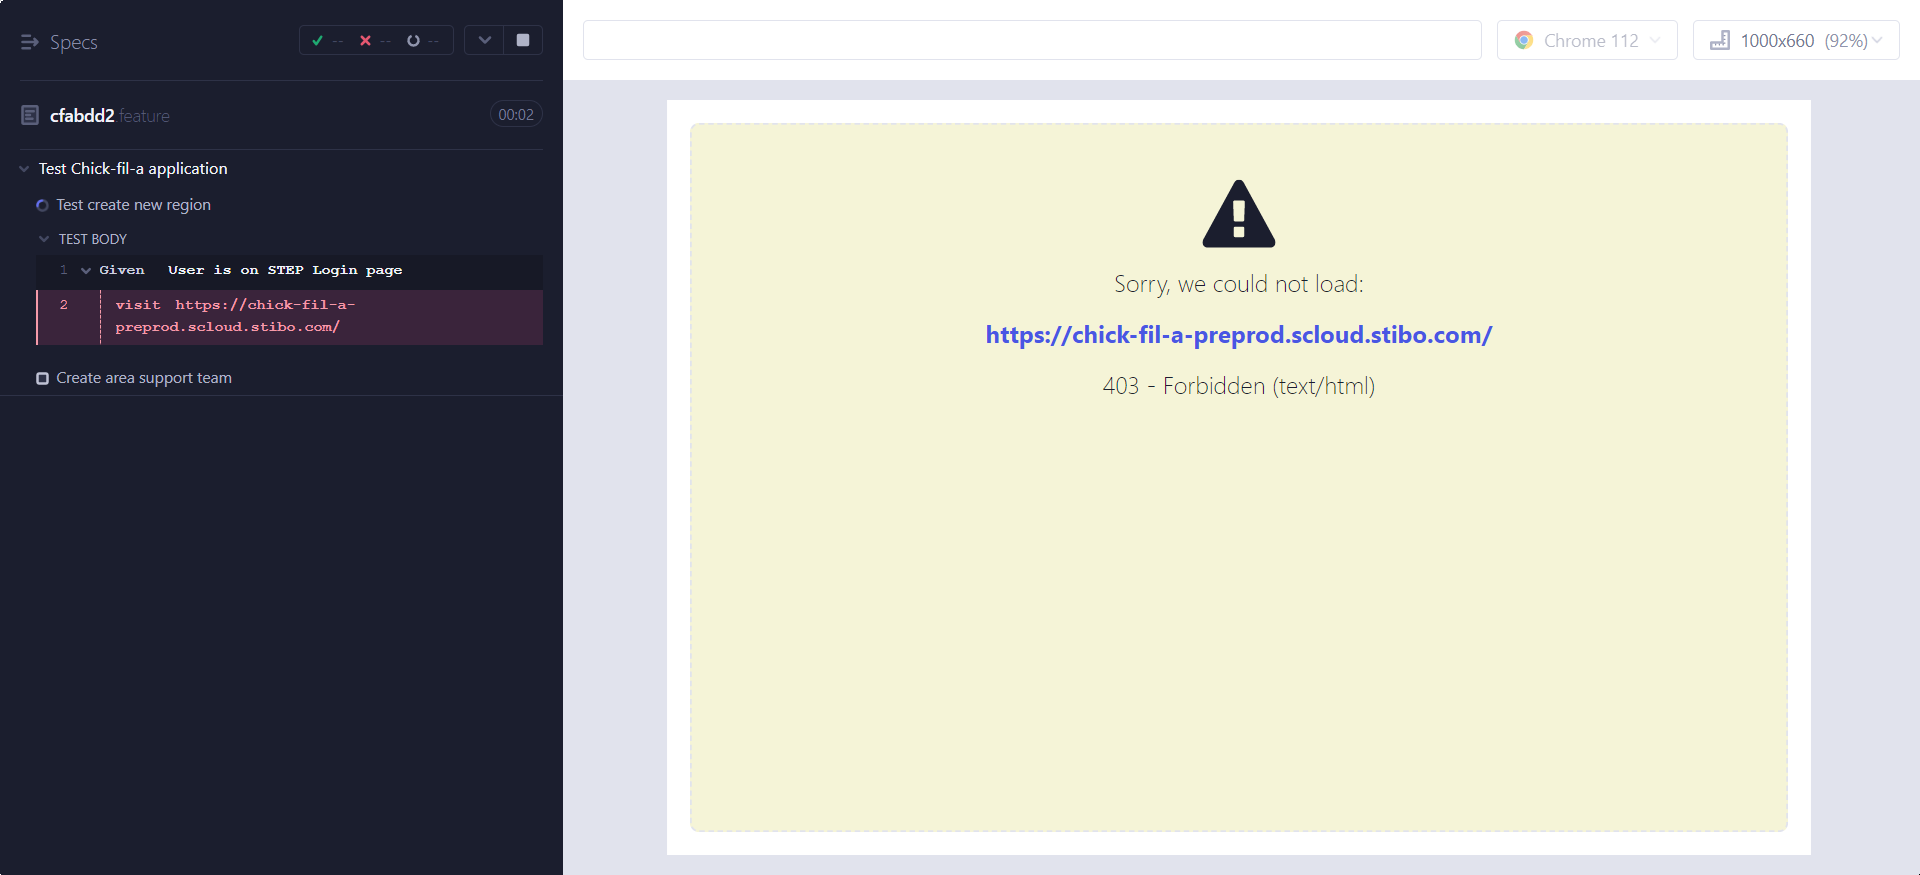 Specs
-- -- --
cfabdd2.feature
00:02
Test Chick-fil-a application
Test create new region
TEST BODY
1 Given User is on STEP Login page
2 visit https://chick-fil-a-
preprod.scloud.stibo.com/
Create area support team
Chrome 112
1000x660 (92%)
Sorry, we could not load:
https://chick-fil-a-preprod.scloud.stibo.com/
403 - Forbidden (text/html)